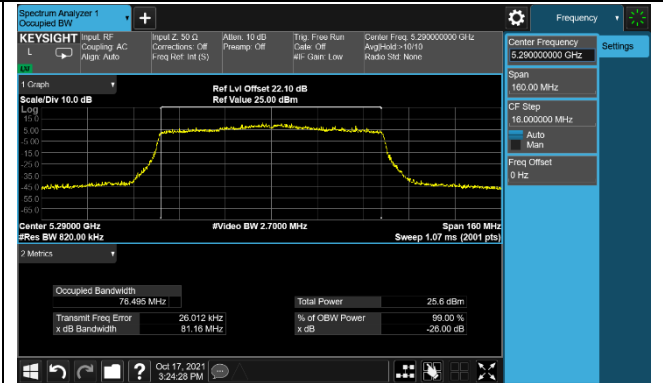 Spectrum Analyzer 1
Occupied BW
Frequency
KEYSIGHT
L
Input: RF
Coupling: AC
Align: Auto
Input Z: 50 Ω
Corrections: Off
Freq Ref: Int (S)
Atten: 10 dB
Preamp: Off
Trig: Free Run
Gate: Off
#IF Gain: Low
Center Freq: 5.290000000 GHz
Avg|Hold:>10/10
Radio Std: None
Center Frequency
5.290000000 GHz
Settings
Span
160.00 MHz
CF Step
16.000000 MHz
Auto
Man
Freq Offset
0 Hz
1 Graph
Scale/Div 10.0 dB
Ref Lvl Offset 22.10 dB
Ref Value 25.00 dBm
Log
15.0
5.00
-5.00
-15.0
-25.0
-35.0
-45.0
-55.0
-65.0
Center 5.29000 GHz
#Res BW 820.00 kHz
#Video BW 2.7000 MHz
Span 160 MHz
Sweep 1.07 ms (2001 pts)
2 Metrics
Occupied Bandwidth
76.495 MHz
Total Power
25.6 dBm
Transmit Freq Error
26.012 kHz
% of OBW Power
99.00 %
x dB Bandwidth
81.16 MHz
x dB
-26.00 dB
Oct 17, 2021
3:24:28 PM